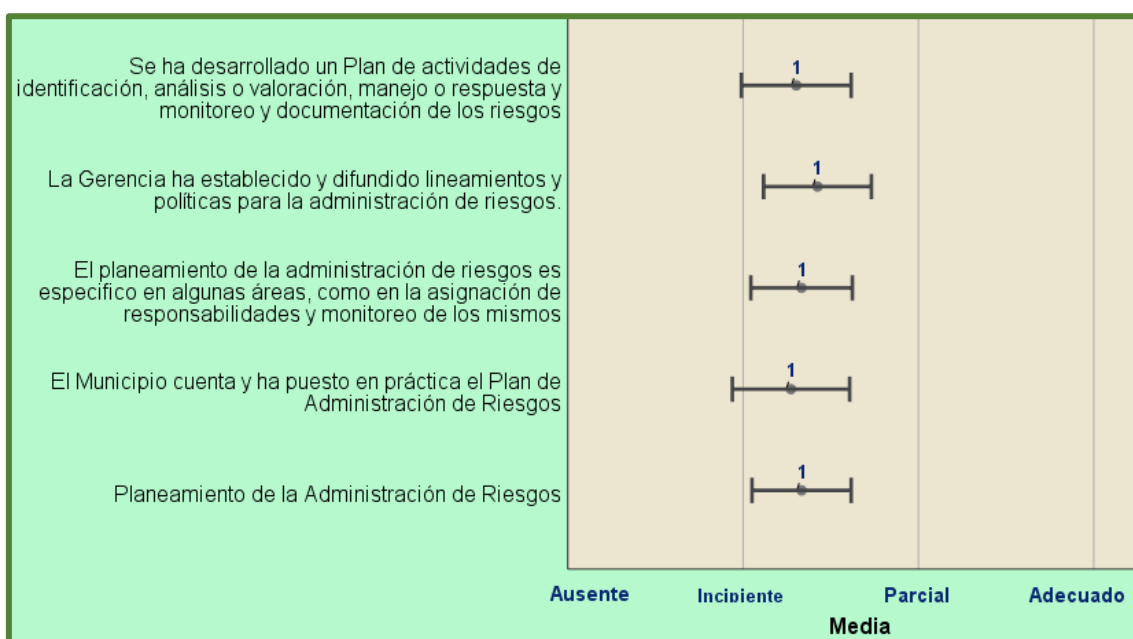 Se ha desarrollado un Plan de actividades de
identificación, análisis o valoración, manejo o respuesta y
monitoreo y documentación de los riesgos
1
La Gerencia ha establecido y difundido lineamientos y
políticas para la administración de riesgos.
1
El planeamiento de la administración de riesgos es
especifico en algunas áreas, como en la asignación de
responsabilidades y monitoreo de los mismos
1
El Municipio cuenta y ha puesto en práctica el Plan de
Administración de Riesgos
1
Planeamiento de la Administración de Riesgos
1
Ausente Incipiente Parcial Adecuado
Media